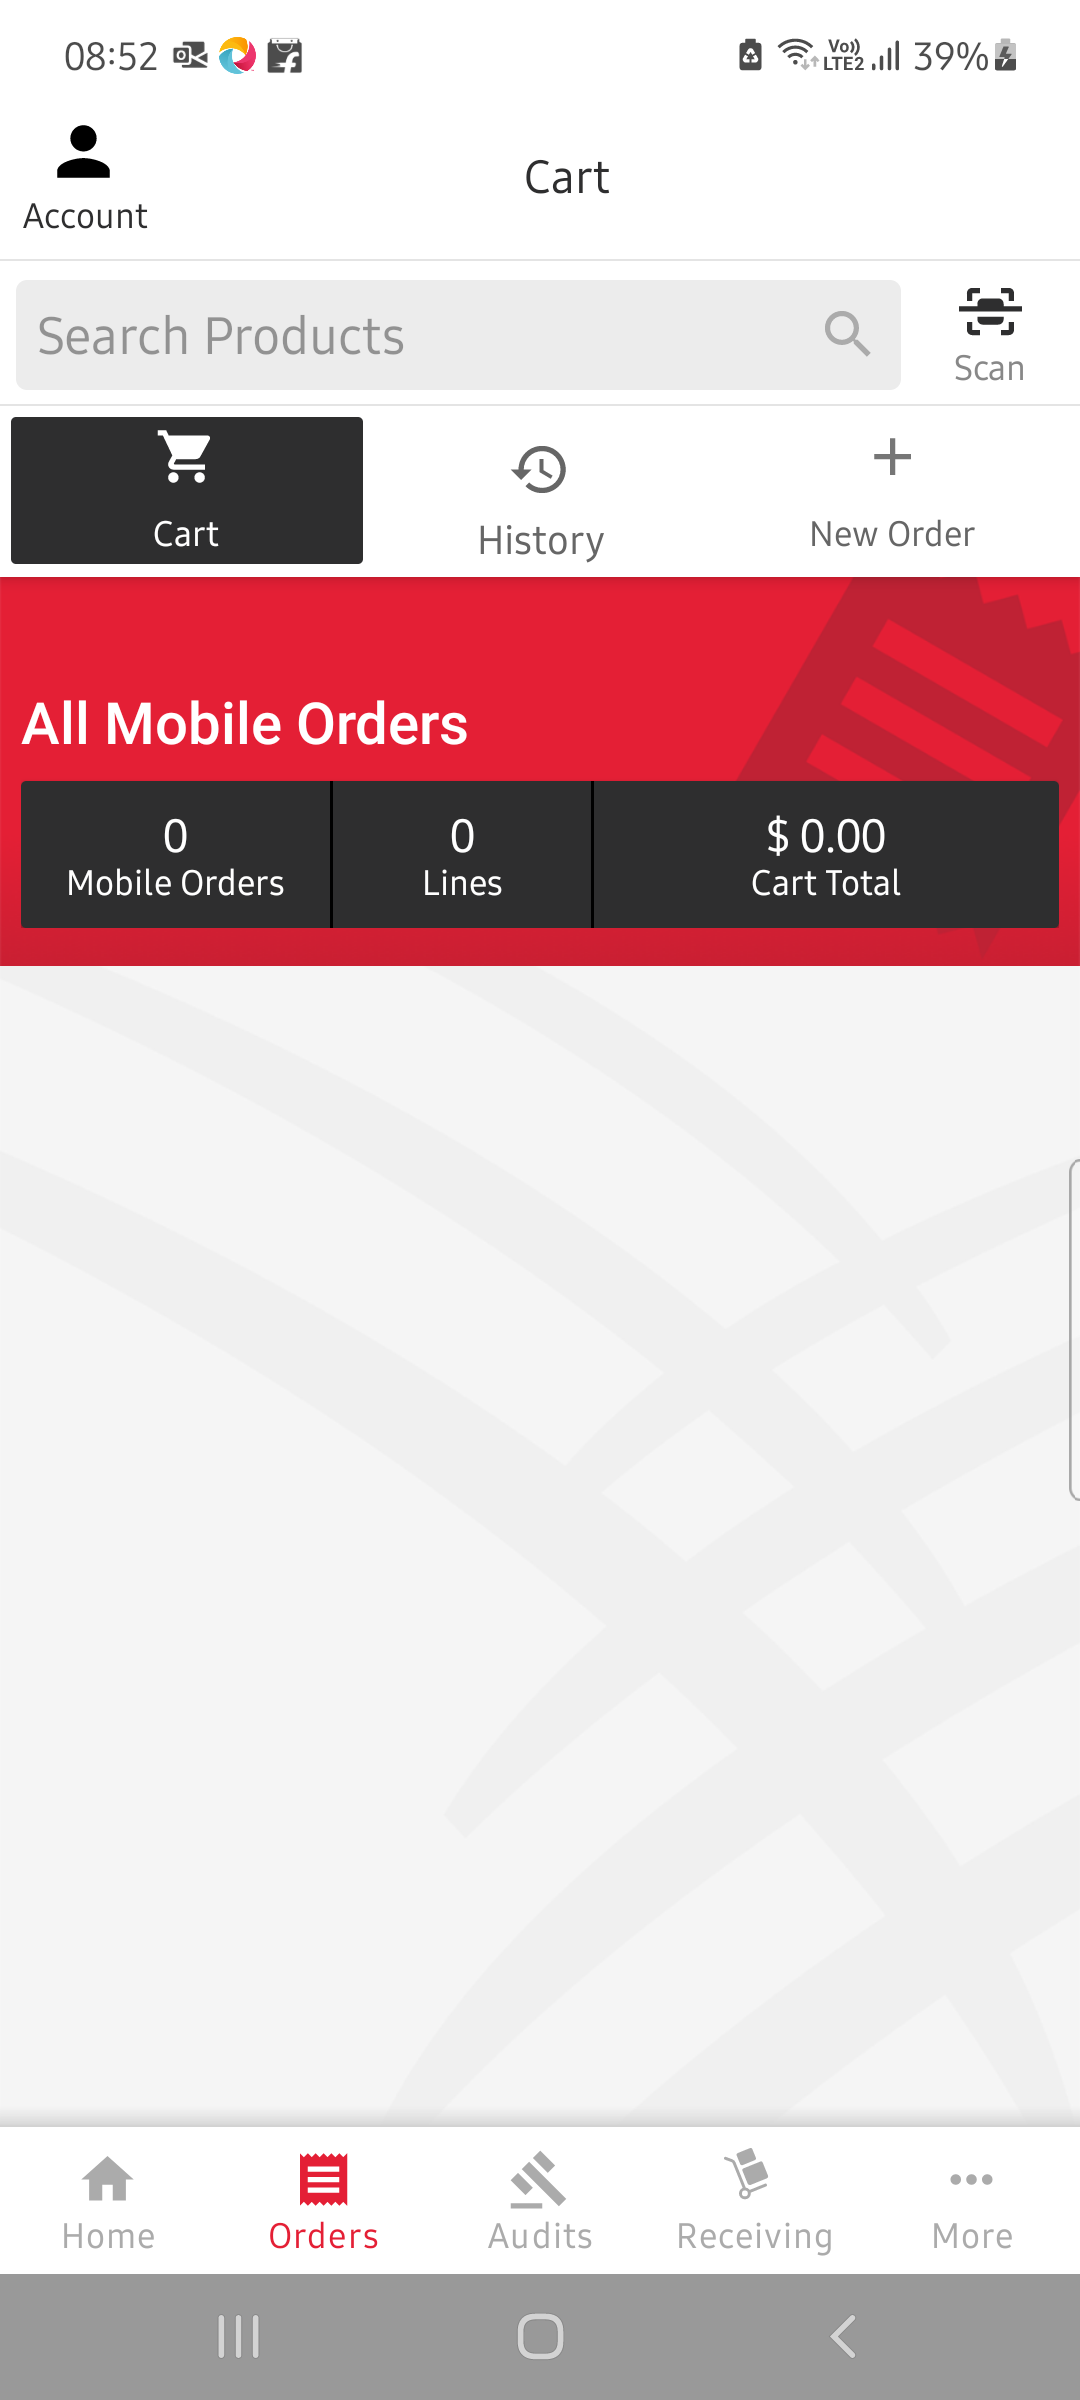 08:52
Vo)) LTE2 39%
Account
Cart
Search Products
Scan
Cart
History
New Order
All Mobile Orders
0
Mobile Orders
0
Lines
$ 0.00
Cart Total
Home
Orders
Audits
Receiving
More